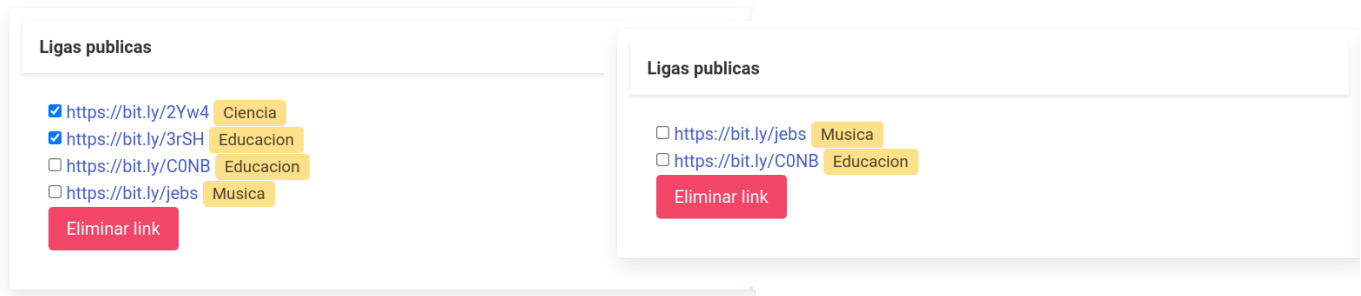 Ligas publicas
https://bit.ly/2Yw4 Ciencia
https://bit.ly/3rSH Educacion
https://bit.ly/C0NB Educacion
https://bit.ly/jebs Musica
Eliminar link
Ligas publicas
https://bit.ly/jebs Musica
https://bit.ly/C0NB Educacion
Eliminar link